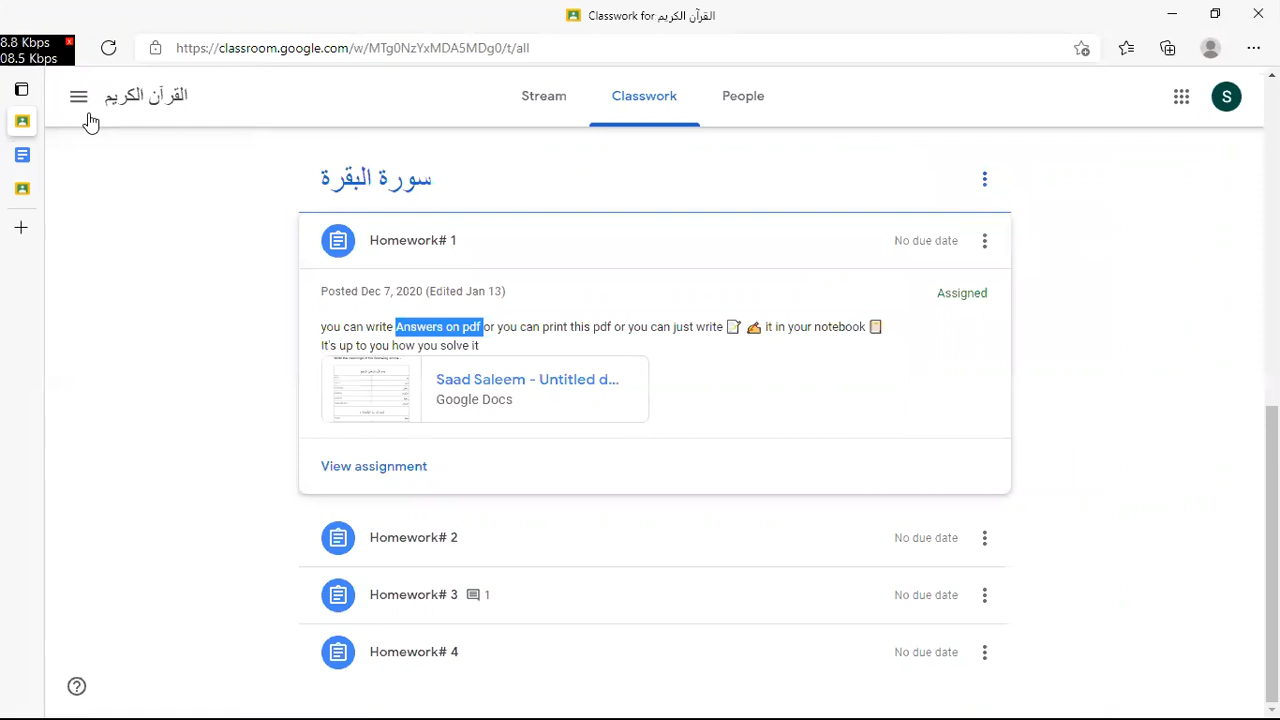 Classwork for القرآن الكريم
8.8 Kbps
x
08.5 Kbps
https://classroom.google.com/w/MTg0NzYxMDA5MDg0/t/all
القرآن الكريم
Stream
Classwork
People
S
سورة البقرة
Homework# 1
No due date
Posted Dec 7, 2020 (Edited Jan 13)
Assigned
you can write Answers on pdf or you can print this pdf or you can just write 📝 ✍ it in your notebook 📔
It's up to you how you solve it
Saad Saleem - Untitled d...
Google Docs
View assignment
Homework# 2
No due date
Homework# 3
1
No due date
Homework# 4
No due date